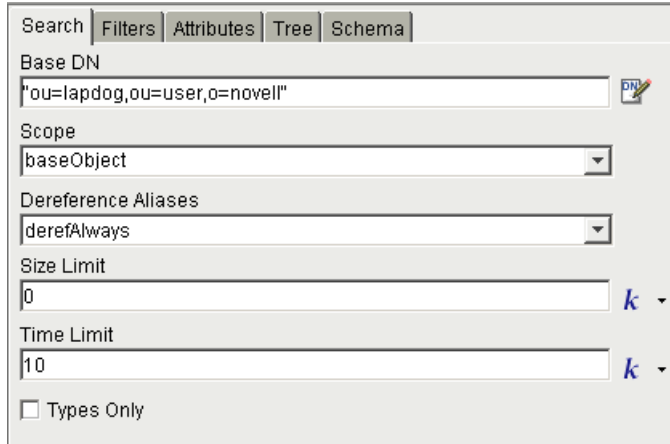 Search Filters Attributes Tree Schema
Base DN
"ou=lapdog,ou=user,o=novell"
DN
Scope
baseObject
Dereference Aliases
derefAlways
Size Limit
0
k
Time Limit
10
k
Types Only